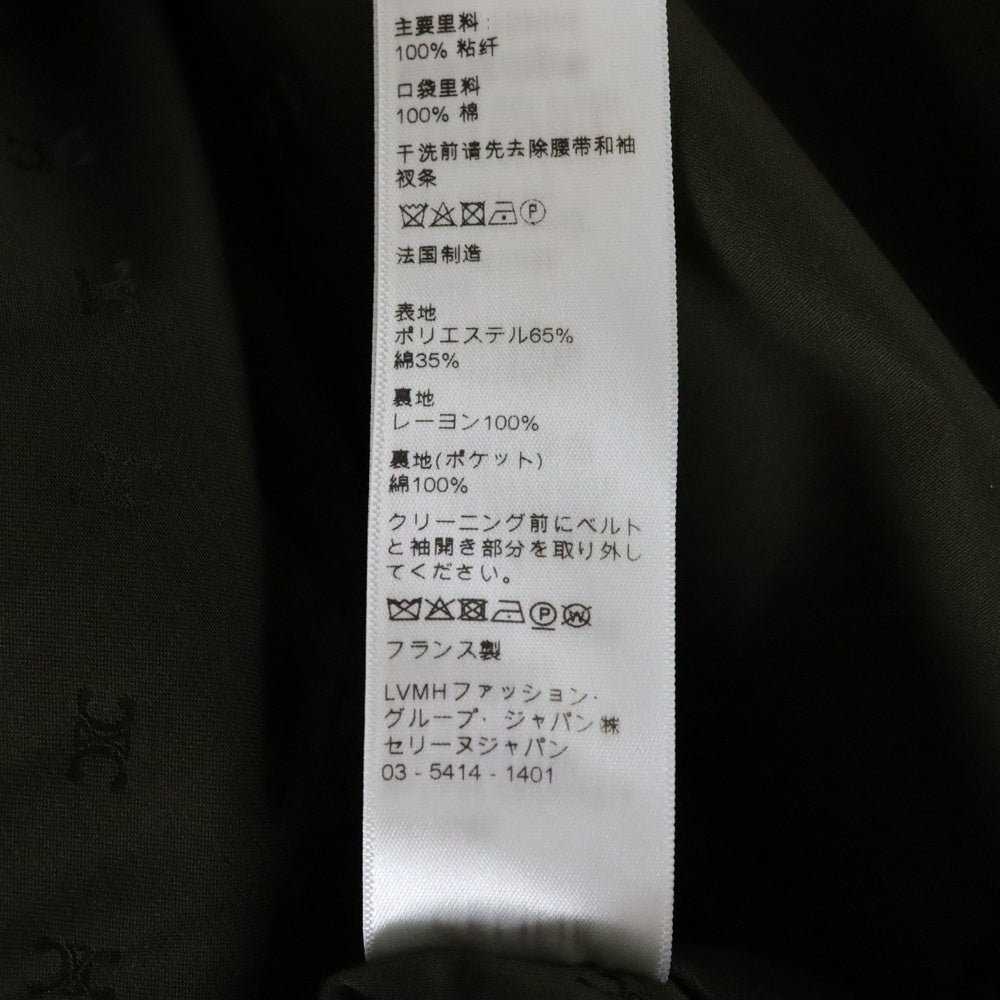 主要里料:
100% 粘纤
口袋里料
100% 棉
干洗前请先去除腰带和袖
衩条
P
法国制造
表地
ポリエステル65%
綿35%
裏地
レーヨン100%
裏地(ポケット)
綿100%
クリーニング前にベルト
と袖開き部分を取り外し
てください。
P W
フランス製
LVMHファッション·
グループ· ジャパン㈱
セリーヌジャパン
03 - 5414 - 1401